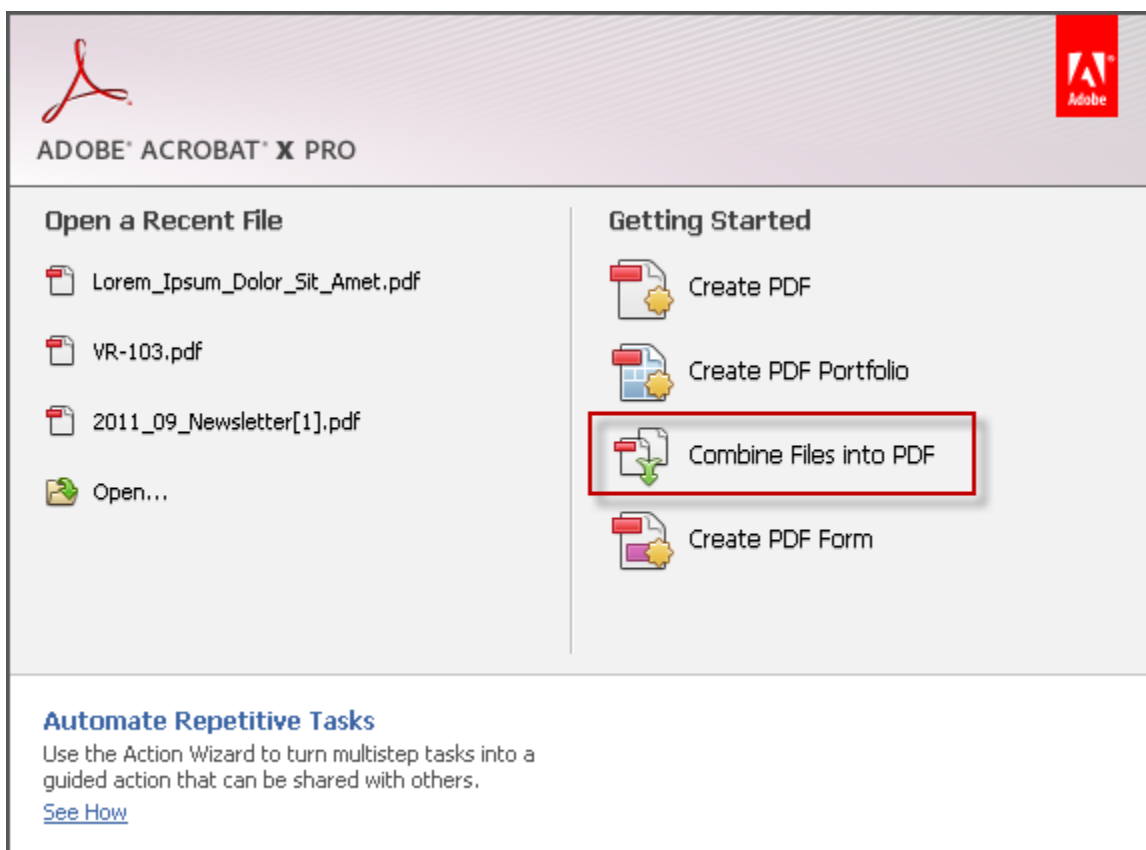 Adobe
ADOBE® ACROBAT® X PRO
Open a Recent File
Lorem_Ipsum_Dolor_Sit_Amet.pdf
VR-103.pdf
2011_09_Newsletter[1].pdf
Open...
Getting Started
Create PDF
Create PDF Portfolio
Combine Files into PDF
Create PDF Form
Automate Repetitive Tasks
Use the Action Wizard to turn multistep tasks into a
guided action that can be shared with others.
See How